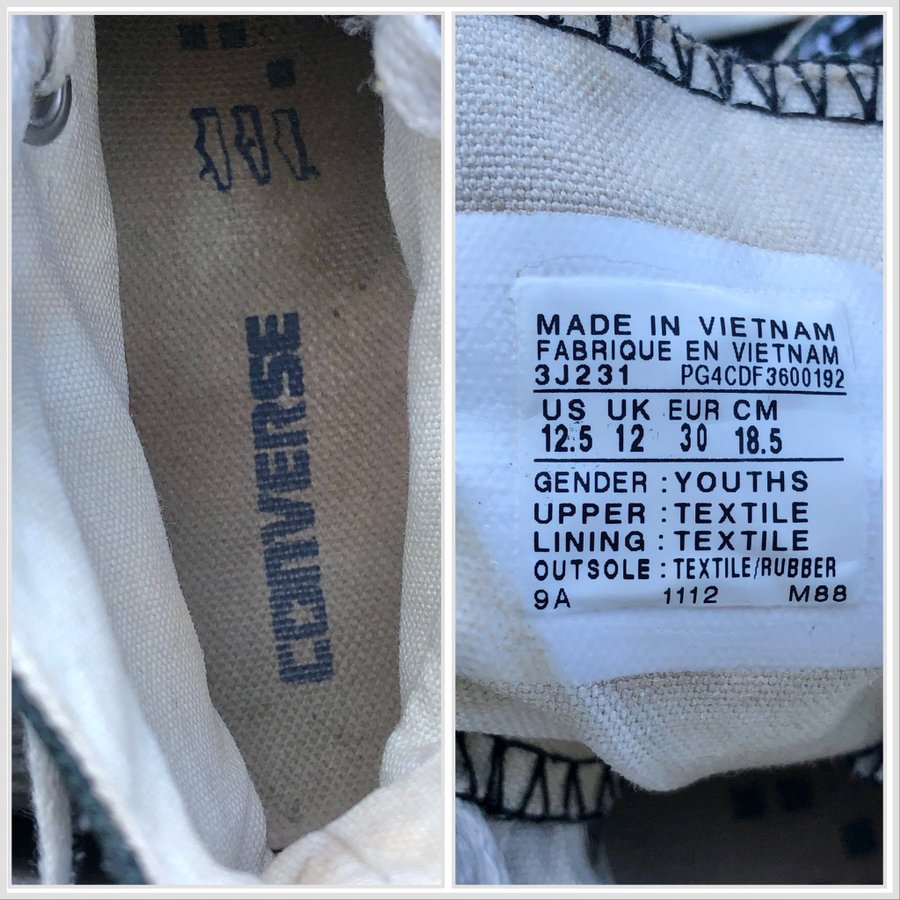 CONVERSE
MADE IN VIETNAM
FABRIQUE EN VIETNAM
3J231 PG4CDF3600192
US UK EUR CM
12.5 12 30 18.5
GENDER : YOUTHS
UPPER : TEXTILE
LINING : TEXTILE
OUTSOLE : TEXTILE/RUBBER
9A 1112 M88